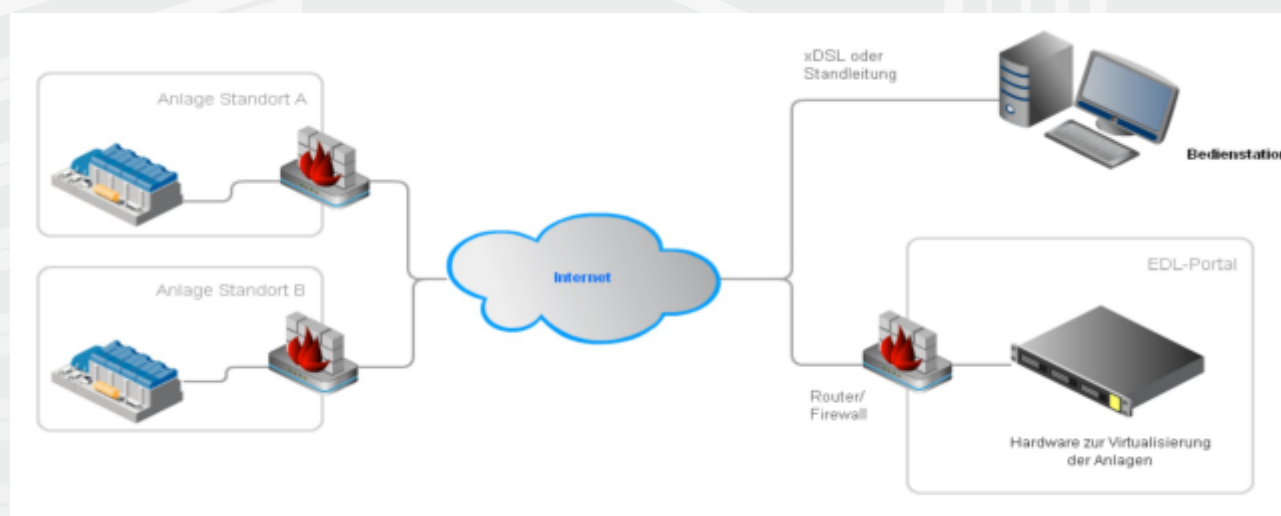 Anlage Standort A
Anlage Standort B
Internet
xDSL oder
Standleitung
Bedienstation
EDL-Portal
Router/
Firewall
Hardware zur Virtualisierung
der Anlagen